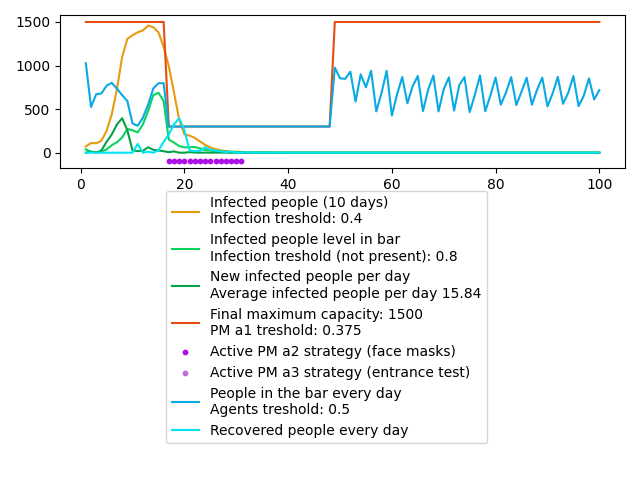 1500
1000
500
0
0 20 40 60 80 100
Infected people (10 days)
Infection treshold: 0.4
Infected people level in bar
Infection treshold (not present): 0.8
New infected people per day
Average infected people per day 15.84
Final maximum capacity: 1500
PM a1 treshold: 0.375
Active PM a2 strategy (face masks)
Active PM a3 strategy (entrance test)
People in the bar every day
Agents treshold: 0.5
Recovered people every day